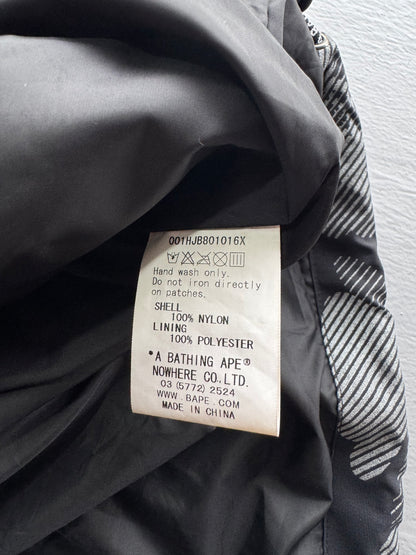 001HJB801016X
Hand wash only.
Do not iron directly
on patches.
SHELL
100% NYLON
LINING
100% POLYESTER
"A BATHING APE®
NOWHERE CO.,LTD.
03 (5772) 2524
WWW.BAPE.COM
MADE IN CHINA